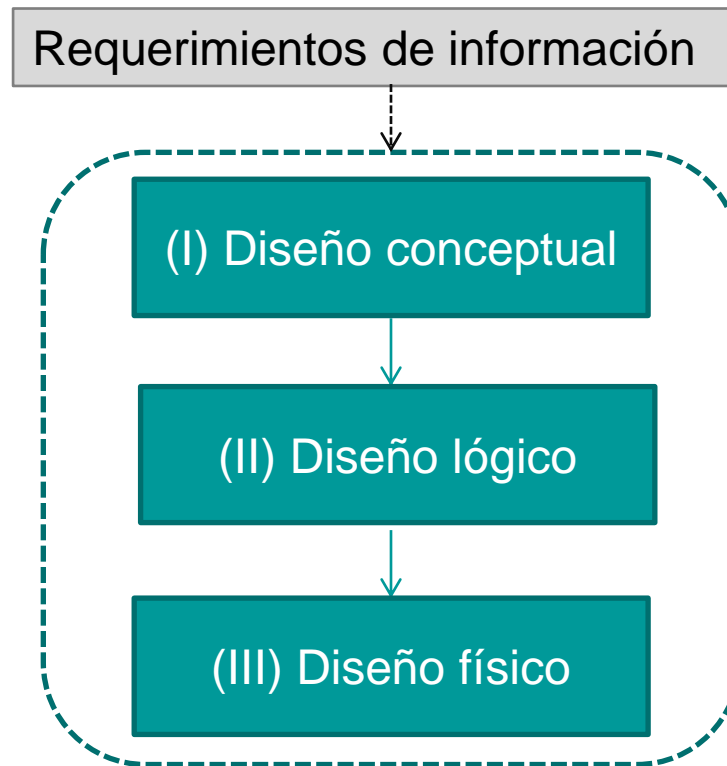 Requerimientos de información
(I) Diseño conceptual
(II) Diseño lógico
(III) Diseño físico